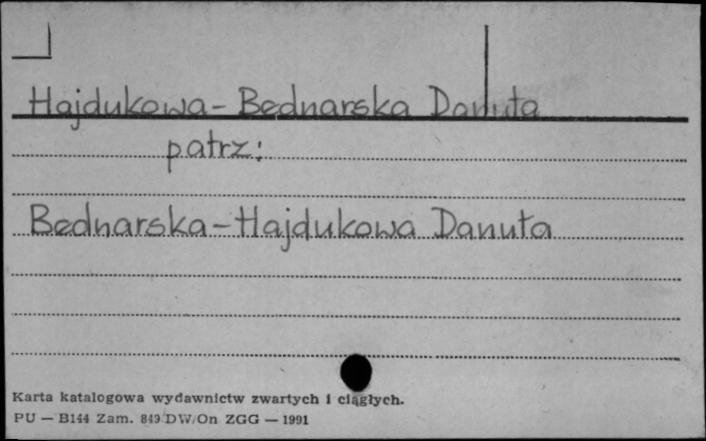 Hajdukowa-Bednarska Danuta
patrz:
Bednarska-Hajdukowa Danuta
Karta katalogowa wydawnictw zwartych i ciągłych.
PU — B144 Zam. 849 DW/On ZGG — 1991